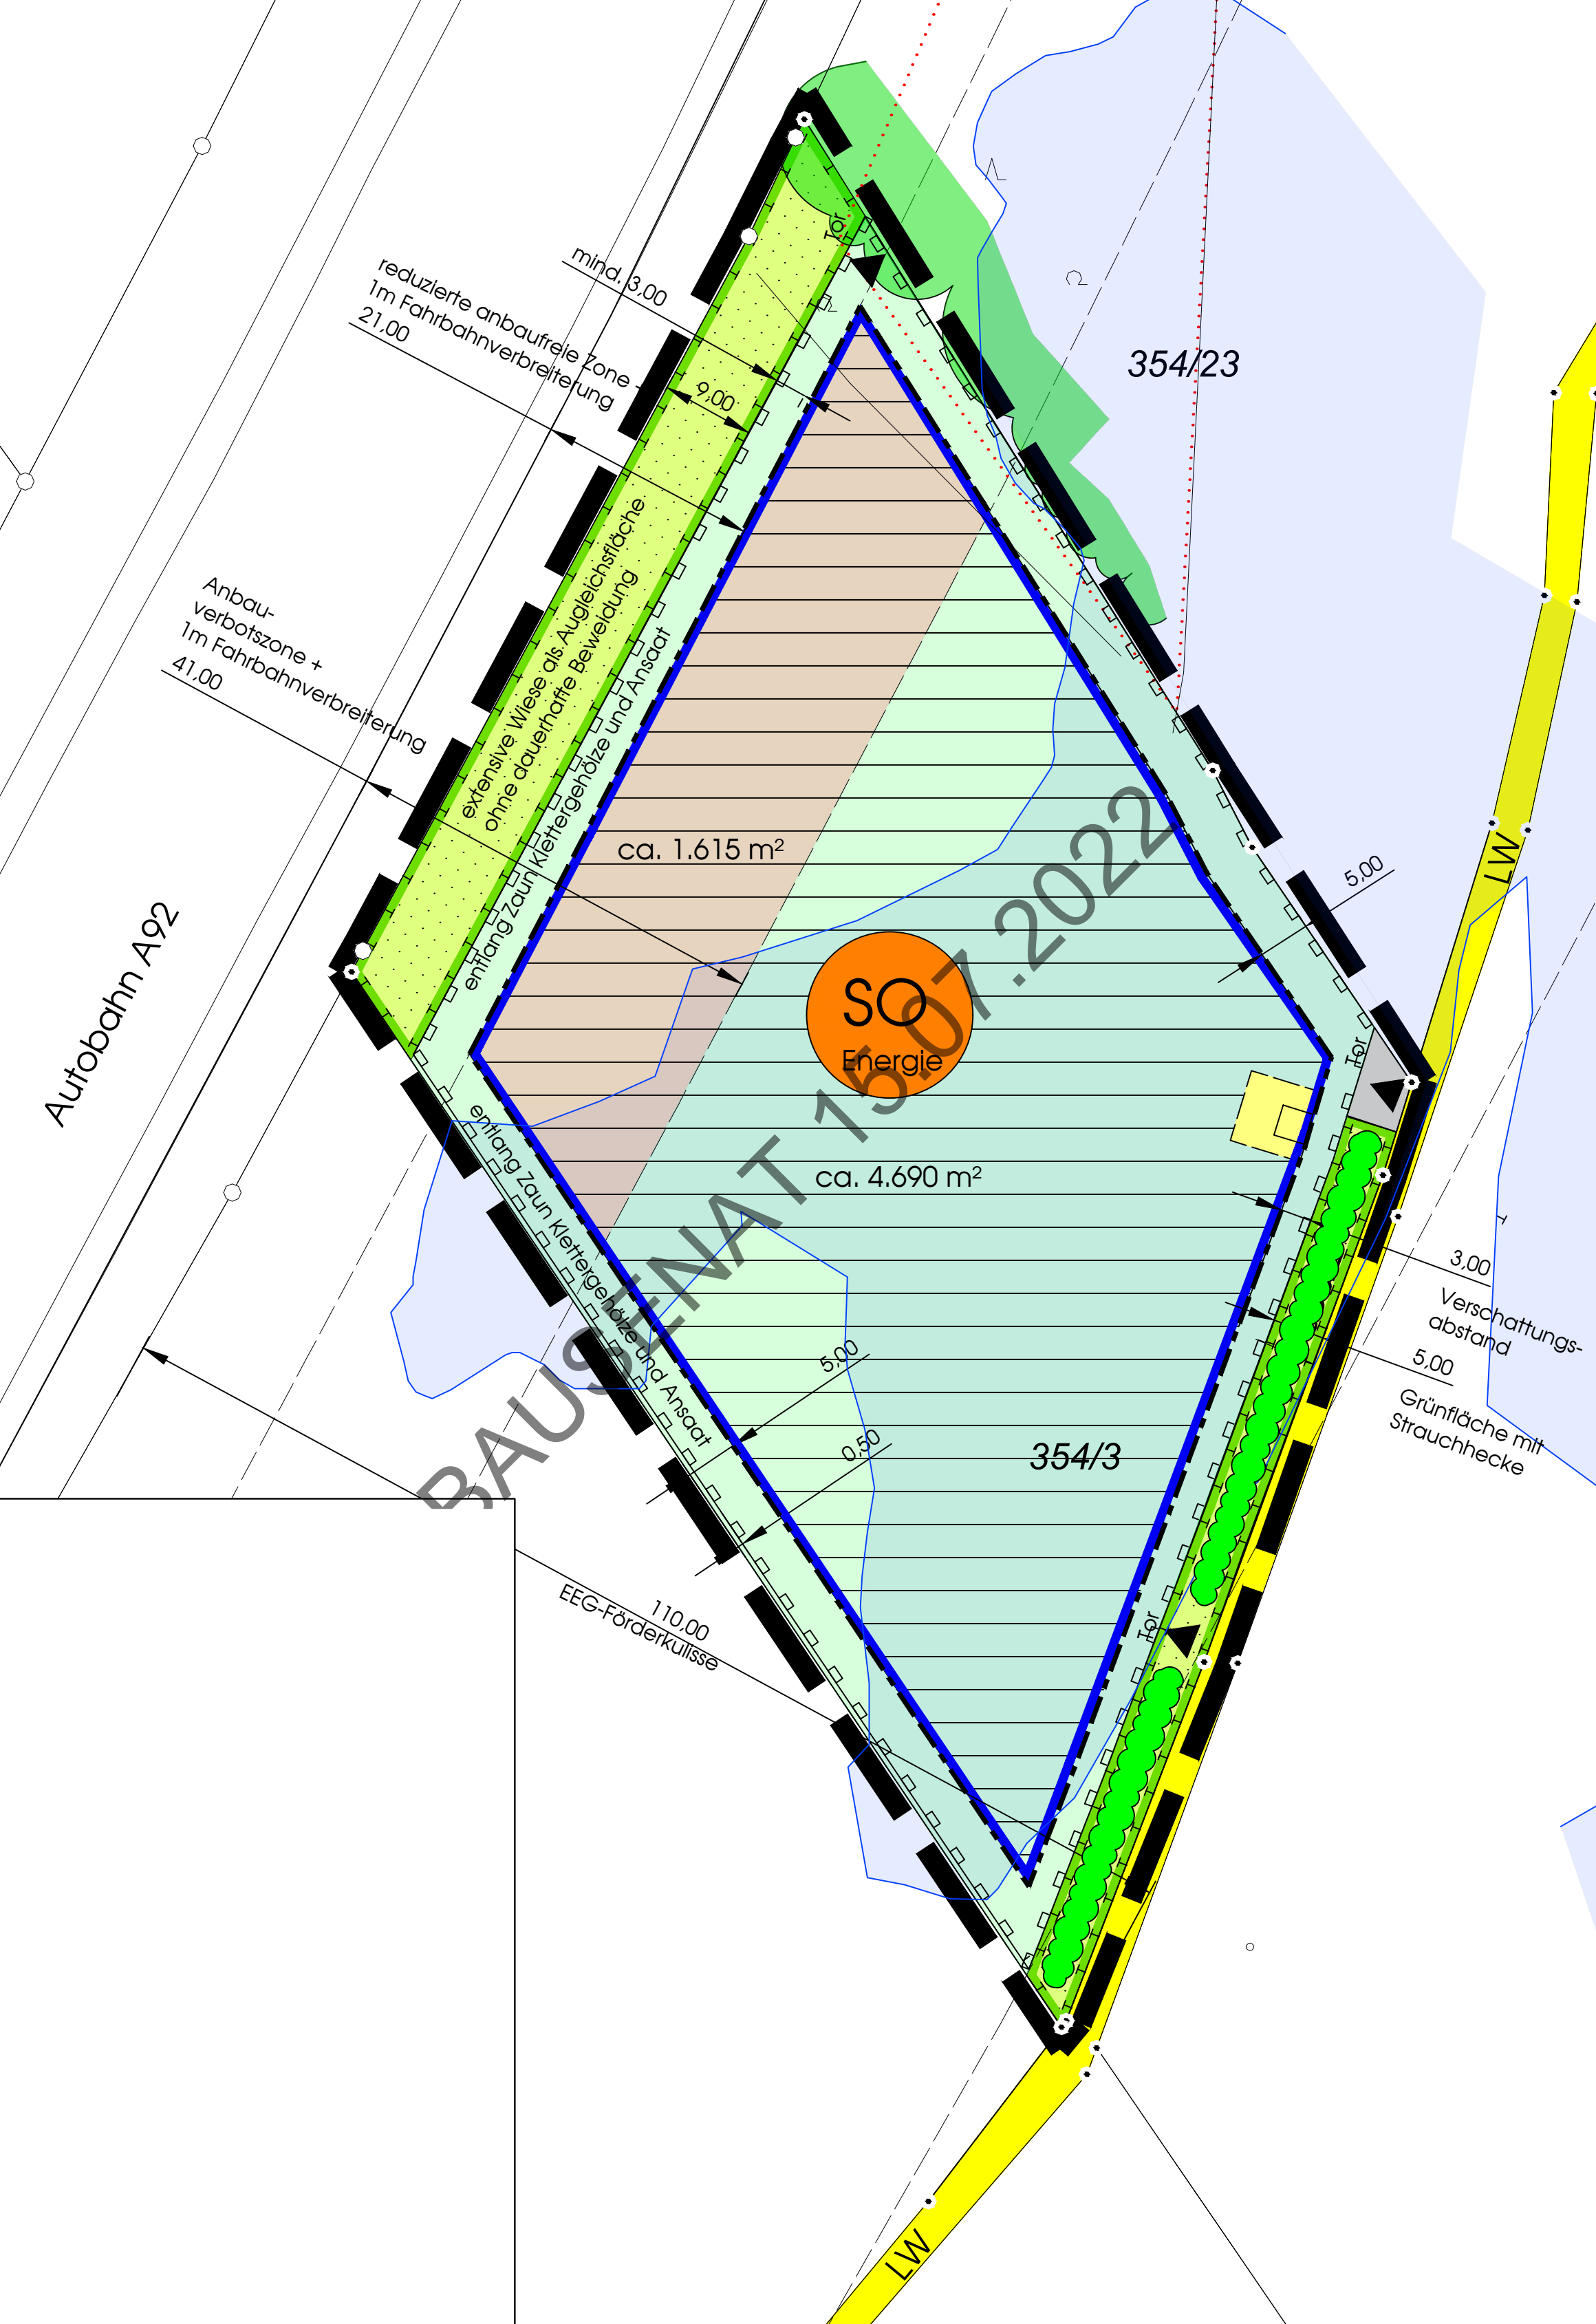 Tor
mind. 3,00
reduzierte anbaufreie Zone +
1m Fahrbahnverbreiterung
21,00
9,00
354/23
extensive Wiese als Augleichsfläche
ohne dauerhafte Beweidung
Anbau-
verbotszone +
1m Fahrbahnverbreiterung
41,00
entlang Zaun Klettergehölze und Ansaat
ca. 1.615 m²
LW
5,00
Autobahn A92
SO
Energie
Tor
BAUSENAT 15.07.2022
entlang Zaun Klettergehölze und Ansaat
ca. 4.690 m²
3,00
Verschattungs-
abstand
5,00
Grünfläche mit
Strauchhecke
5,00
0,50
354/3
Tor
110,00
EEG-Förderkulisse
LW